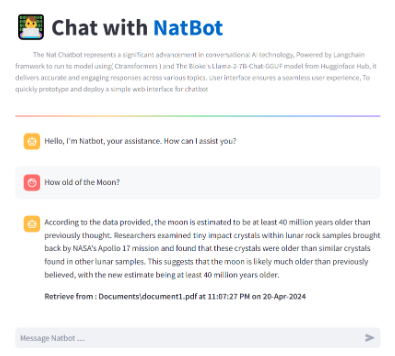 Chat with NatBot
The Nat Chatbot represents a significant advancement in conversational AI technology, Powered by Langchain
framwork to run to model using( Ctransformers ) and The Bloke's Llama-2-7B-Chat-GGUF model from Hugginface Hub, it
delivers accurate and engaging responses across various topics. User interface ensures a seamless user experience, To
quickly prototype and deploy a simple web interface for chatbot
Hello, I'm Natbot, your assistance. How can I assist you?
How old of the Moon?
According to the data provided, the moon is estimated to be at least 40 million years older than
previously thought. Researchers examined tiny impact crystals within lunar rock samples brought
back by NASA's Apollo 17 mission and found that these crystals were older than similar crystals
found in other lunar samples. This suggests that the moon is likely much older than previously
believed, with the new estimate being at least 40 million years older.
Retrieve from : Documents\document1.pdf at 11:07:27 PM on 20-Apr-2024
Message Natbot ....